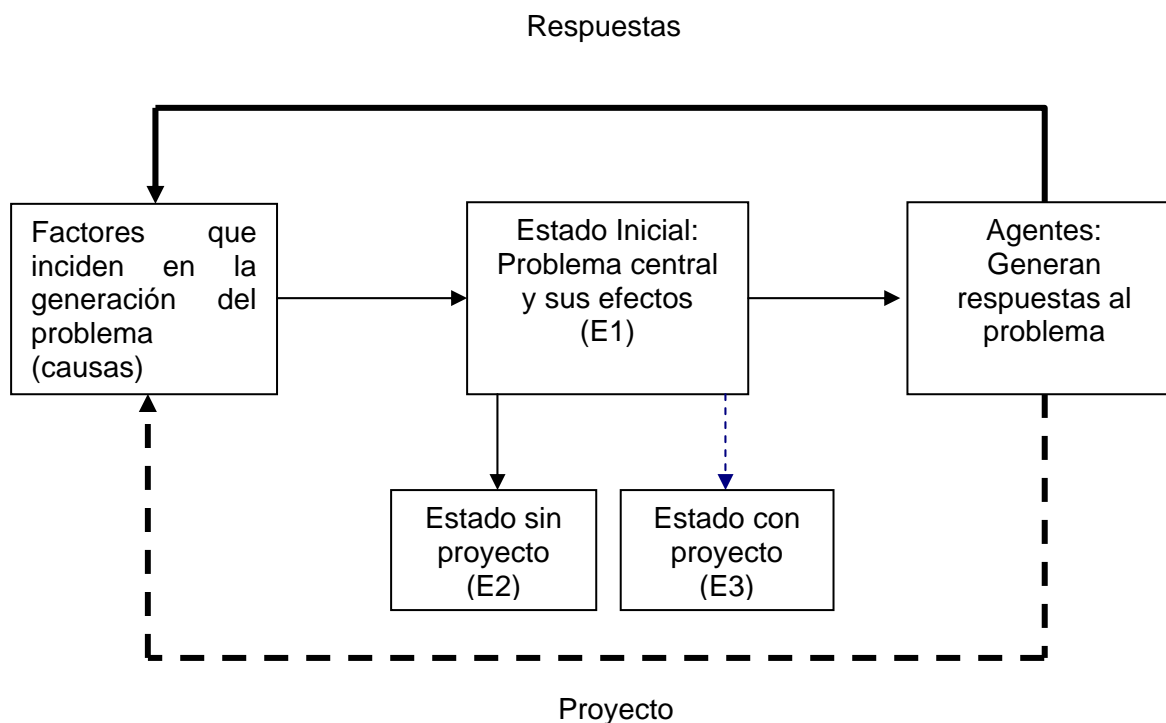 Respuestas
Factores que
inciden en la
generación del
problema
(causas)
Estado Inicial:
Problema central
y sus efectos
(E1)
Agentes:
Generan
respuestas al
problema
Estado sin
proyecto
(E2)
Estado con
proyecto
(E3)
Proyecto